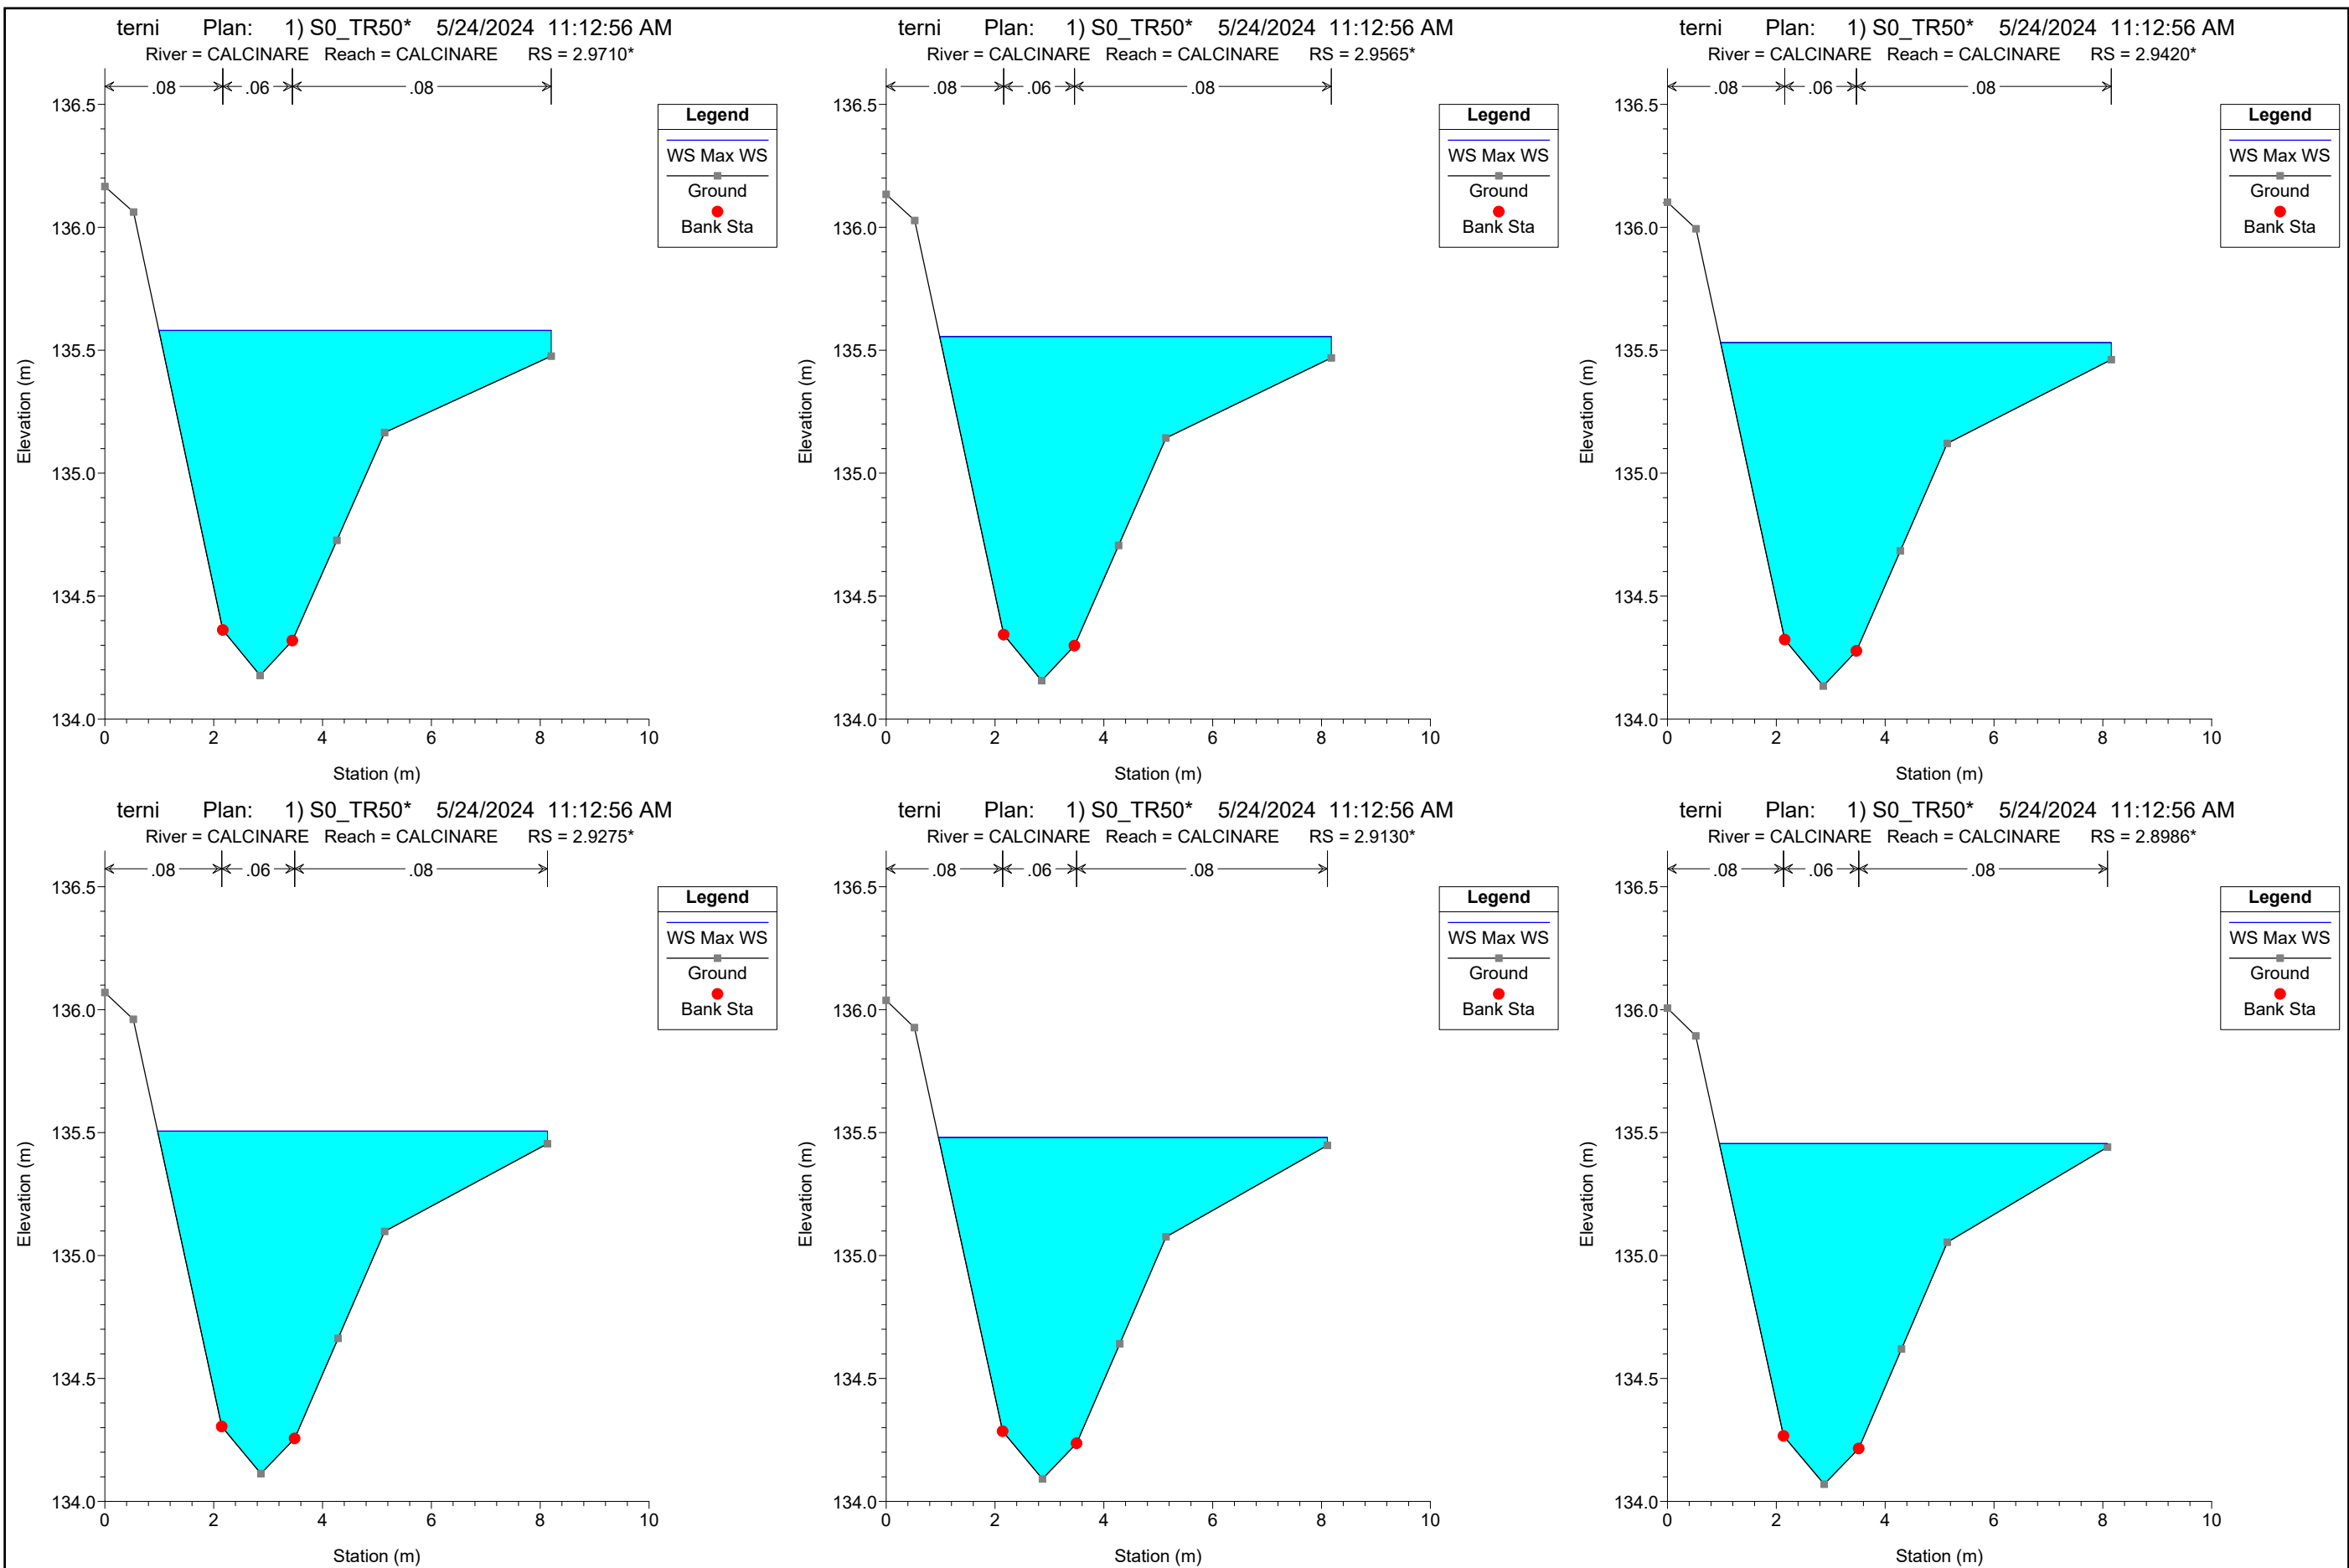 terni Plan: 1) S0_TR50* 5/24/2024 11:12:56 AM
River = CALCINARE Reach = CALCINARE RS = 2.9710*
.08 .06 .08
136.5
136.0
135.5
135.0
134.5
134.0
Elevation (m)
0 2 4 6 8 10
Station (m)
Legend
WS Max WS
Ground
Bank Sta
terni Plan: 1) S0_TR50* 5/24/2024 11:12:56 AM
River = CALCINARE Reach = CALCINARE RS = 2.9565*
.08 .06 .08
136.5
136.0
135.5
135.0
134.5
134.0
Elevation (m)
0 2 4 6 8 10
Station (m)
Legend
WS Max WS
Ground
Bank Sta
terni Plan: 1) S0_TR50* 5/24/2024 11:12:56 AM
River = CALCINARE Reach = CALCINARE RS = 2.9420*
.08 .06 .08
136.5
136.0
135.5
135.0
134.5
134.0
Elevation (m)
0 2 4 6 8 10
Station (m)
Legend
WS Max WS
Ground
Bank Sta
terni Plan: 1) S0_TR50* 5/24/2024 11:12:56 AM
River = CALCINARE Reach = CALCINARE RS = 2.9275*
.08 .06 .08
136.5
136.0
135.5
135.0
134.5
134.0
Elevation (m)
0 2 4 6 8 10
Station (m)
Legend
WS Max WS
Ground
Bank Sta
terni Plan: 1) S0_TR50* 5/24/2024 11:12:56 AM
River = CALCINARE Reach = CALCINARE RS = 2.9130*
.08 .06 .08
136.5
136.0
135.5
135.0
134.5
134.0
Elevation (m)
0 2 4 6 8 10
Station (m)
Legend
WS Max WS
Ground
Bank Sta
terni Plan: 1) S0_TR50* 5/24/2024 11:12:56 AM
River = CALCINARE Reach = CALCINARE RS = 2.8986*
.08 .06 .08
136.5
136.0
135.5
135.0
134.5
134.0
Elevation (m)
0 2 4 6 8 10
Station (m)
Legend
WS Max WS
Ground
Bank Sta